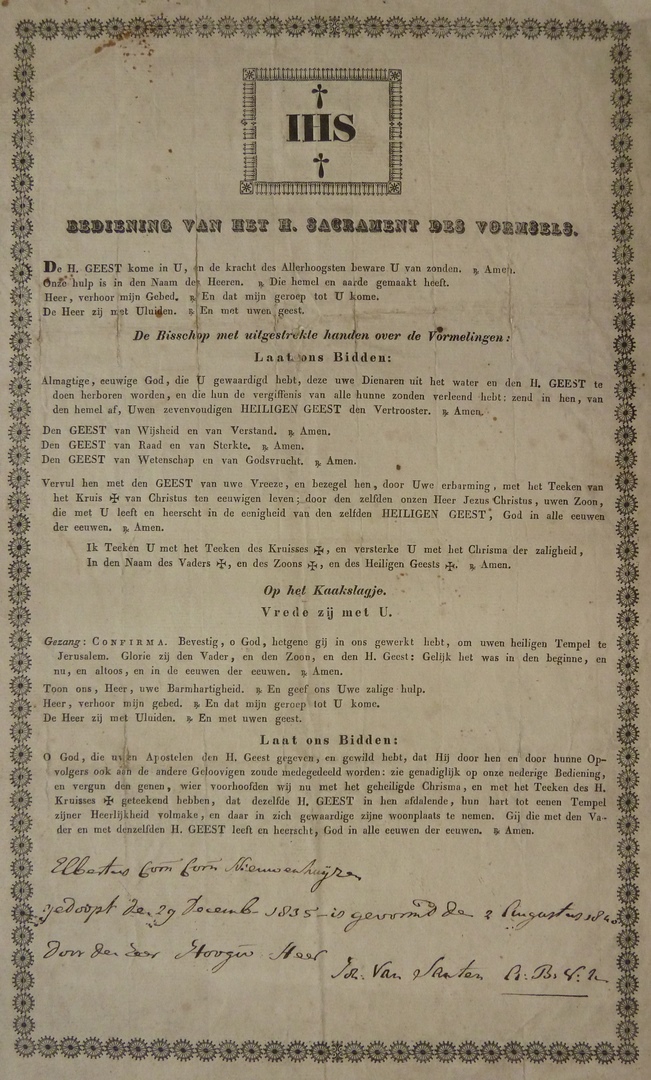 IHS
BEDIENING VAN HET H. SACRAMENT DES VORMSELS.
De H. GEEST kome in U, en de kracht des Allerhoogsten beware U van zonden. ℟ Amen.
Onze hulp is in den Naam des Heeren. ℟ Die hemel en aarde gemaakt heeft.
Heer, verhoor mijn Gebed. ℟ En dat mijn geroep tot U kome.
De Heer zij met Uluiden. ℟ En met uwen geest.
De Bisschop met uitgestrekte handen over de Vormelingen:
Laat ons Bidden:
Almagtige, eeuwige God, die U gewaardigd hebt, deze uwe Dienaren uit het water en den H. GEEST te
doen herboren worden, en die hun de vergiffenis van alle hunne zonden verleend hebt; zend in hen, van
den hemel af, Uwen zevenvoudigen HEILIGEN GEEST den Vertrooster. ℟ Amen.
Den GEEST van Wijsheid en van Verstand. ℟ Amen.
Den GEEST van Raad en van Sterkte. ℟ Amen.
Den GEEST van Wetenschap en van Godsvrucht. ℟ Amen.
Vervul hen met den GEEST van uwe Vreeze, en bezegel hen, door Uwe erbarming, met het Teeken van
het Kruis ✠ van Christus ten eeuwigen leven; door den zelfden onzen Heer Jezus Christus, uwen Zoon,
die met U leeft en heerscht in de eenigheid van den zelfden HEILIGEN GEEST, God in alle eeuwen
der eeuwen. ℟ Amen.
Ik Teeken U met het Teeken des Kruisses ✠, en versterke U met het Chrisma der zaligheid,
In den Naam des Vaders ✠, en des Zoons ✠, en des Heiligen Geests ✠. ℟ Amen.
Op het Kaakslagje.
Vrede zij met U.
Gezang: CONFIRMA. Bevestig, o God, hetgene gij in ons gewerkt hebt, om uwen heiligen Tempel te
Jerusalem. Glorie zij den Vader, en den Zoon, en den H. Geest: Gelijk het was in den beginne, en
nu, en altoos, en in de eeuwen der eeuwen. ℟ Amen.
Toon ons, Heer, uwe Barmhartigheid. ℟ En geef ons Uwe zalige hulp.
Heer, verhoor mijn gebed. ℟ En dat mijn geroep tot U kome.
De Heer zij met Uluiden. ℟ En met uwen geest.
Laat ons Bidden:
O God, die uwen Apostelen den H. Geest gegeven, en gewild hebt, dat Hij door hen en door hunne Op-
volgers ook aan de andere Geloovigen zoude medegedeeld worden: zie genadiglijk op onze nederige Bediening,
en vergun den genen, wier voorhoofden wij nu met het geheiligde Chrisma, en met het Teeken des H.
Kruisses ✠ geteekend hebben, dat dezelfde H. GEEST in hen afdalende, hun hart tot eenen Tempel
zijner Heerlijkheid volmake, en daar in zich gewaardige zijne woonplaats te nemen. Gij die met den Va-
der en met denzelfden H. GEEST leeft en heerscht, God in alle eeuwen der eeuwen. ℟ Amen.
Elbertus Corn Corn Nieuwenhuyzen
gedoopt den 29 Decemb- 1835 - is gevormd den 2 Augustus
Door den Zeer Hoogw Heer
Joh. Van Santen